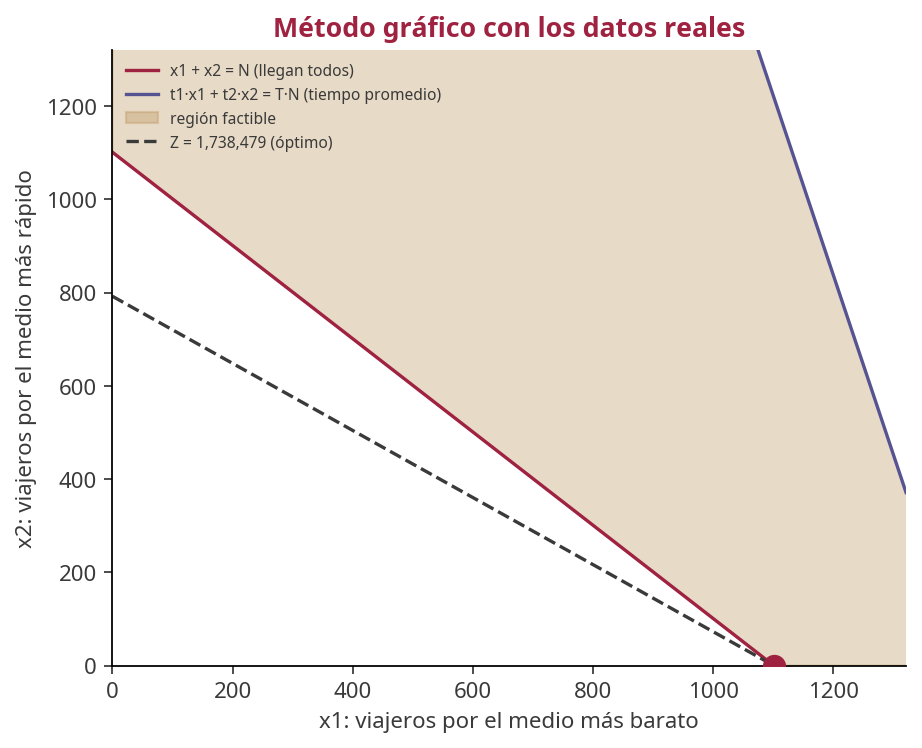 Método gráfico con los datos reales
x1 + x2 = N (llegan todos)
t1·x1 + t2·x2 = T·N (tiempo promedio)
región factible
Z = 1,738,479 (óptimo)
x2: viajeros por el medio más rápido
1200
1000
800
600
400
200
0
0 200 400 600 800 1000 1200
x1: viajeros por el medio más barato